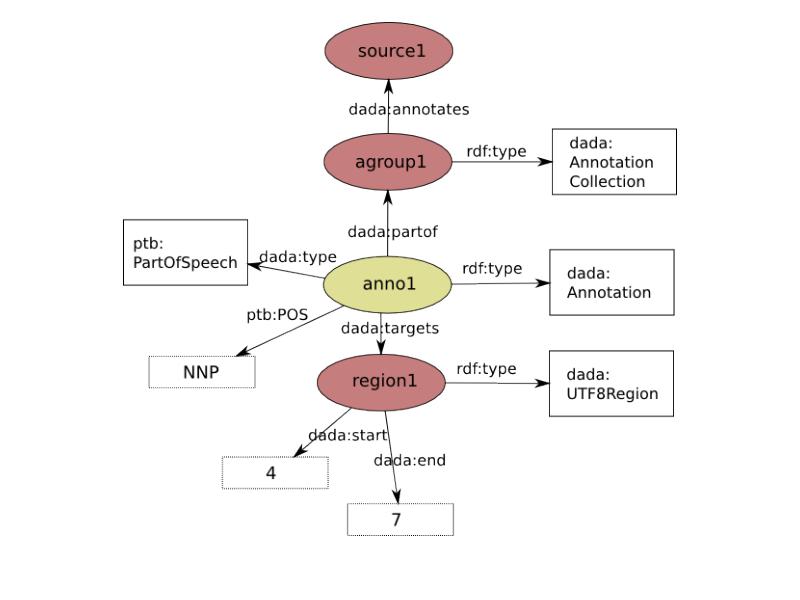 source1
dada:annotates
agroup1
rdf:type
dada:
Annotation
Collection
dada:partof
ptb:
PartOfSpeech
dada:type
anno1
rdf:type
dada:
Annotation
ptb:POS
dada:targets
NNP
region1
rdf:type
dada:
UTF8Region
dada:start
dada:end
4
7